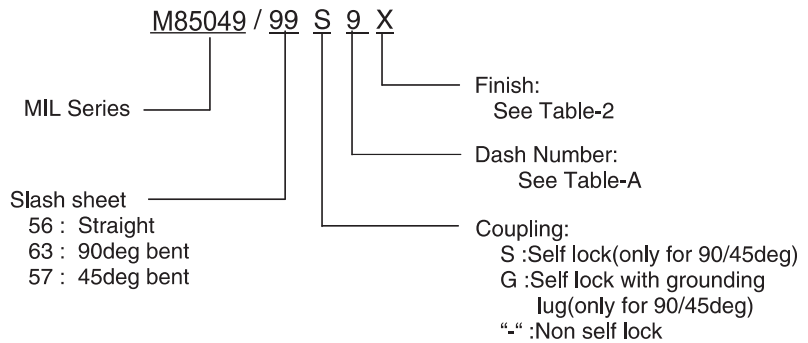 M85049 / 99 S 9 X
MIL Series
Slash sheet
56 : Straight
63 : 90deg bent
57 : 45deg bent
Finish:
See Table-2
Dash Number:
See Table-A
Coupling:
S :Self lock(only for 90/45deg)
G :Self lock with grounding
lug(only for 90/45deg)
“-“ :Non self lock